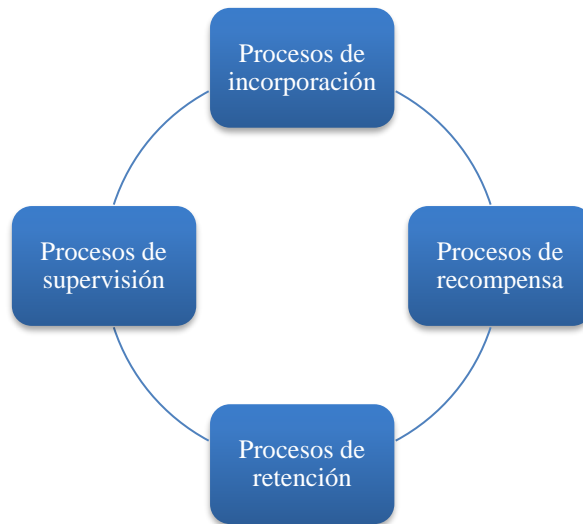 Procesos de
incorporación
Procesos de
recompensa
Procesos de
retención
Procesos de
supervisión